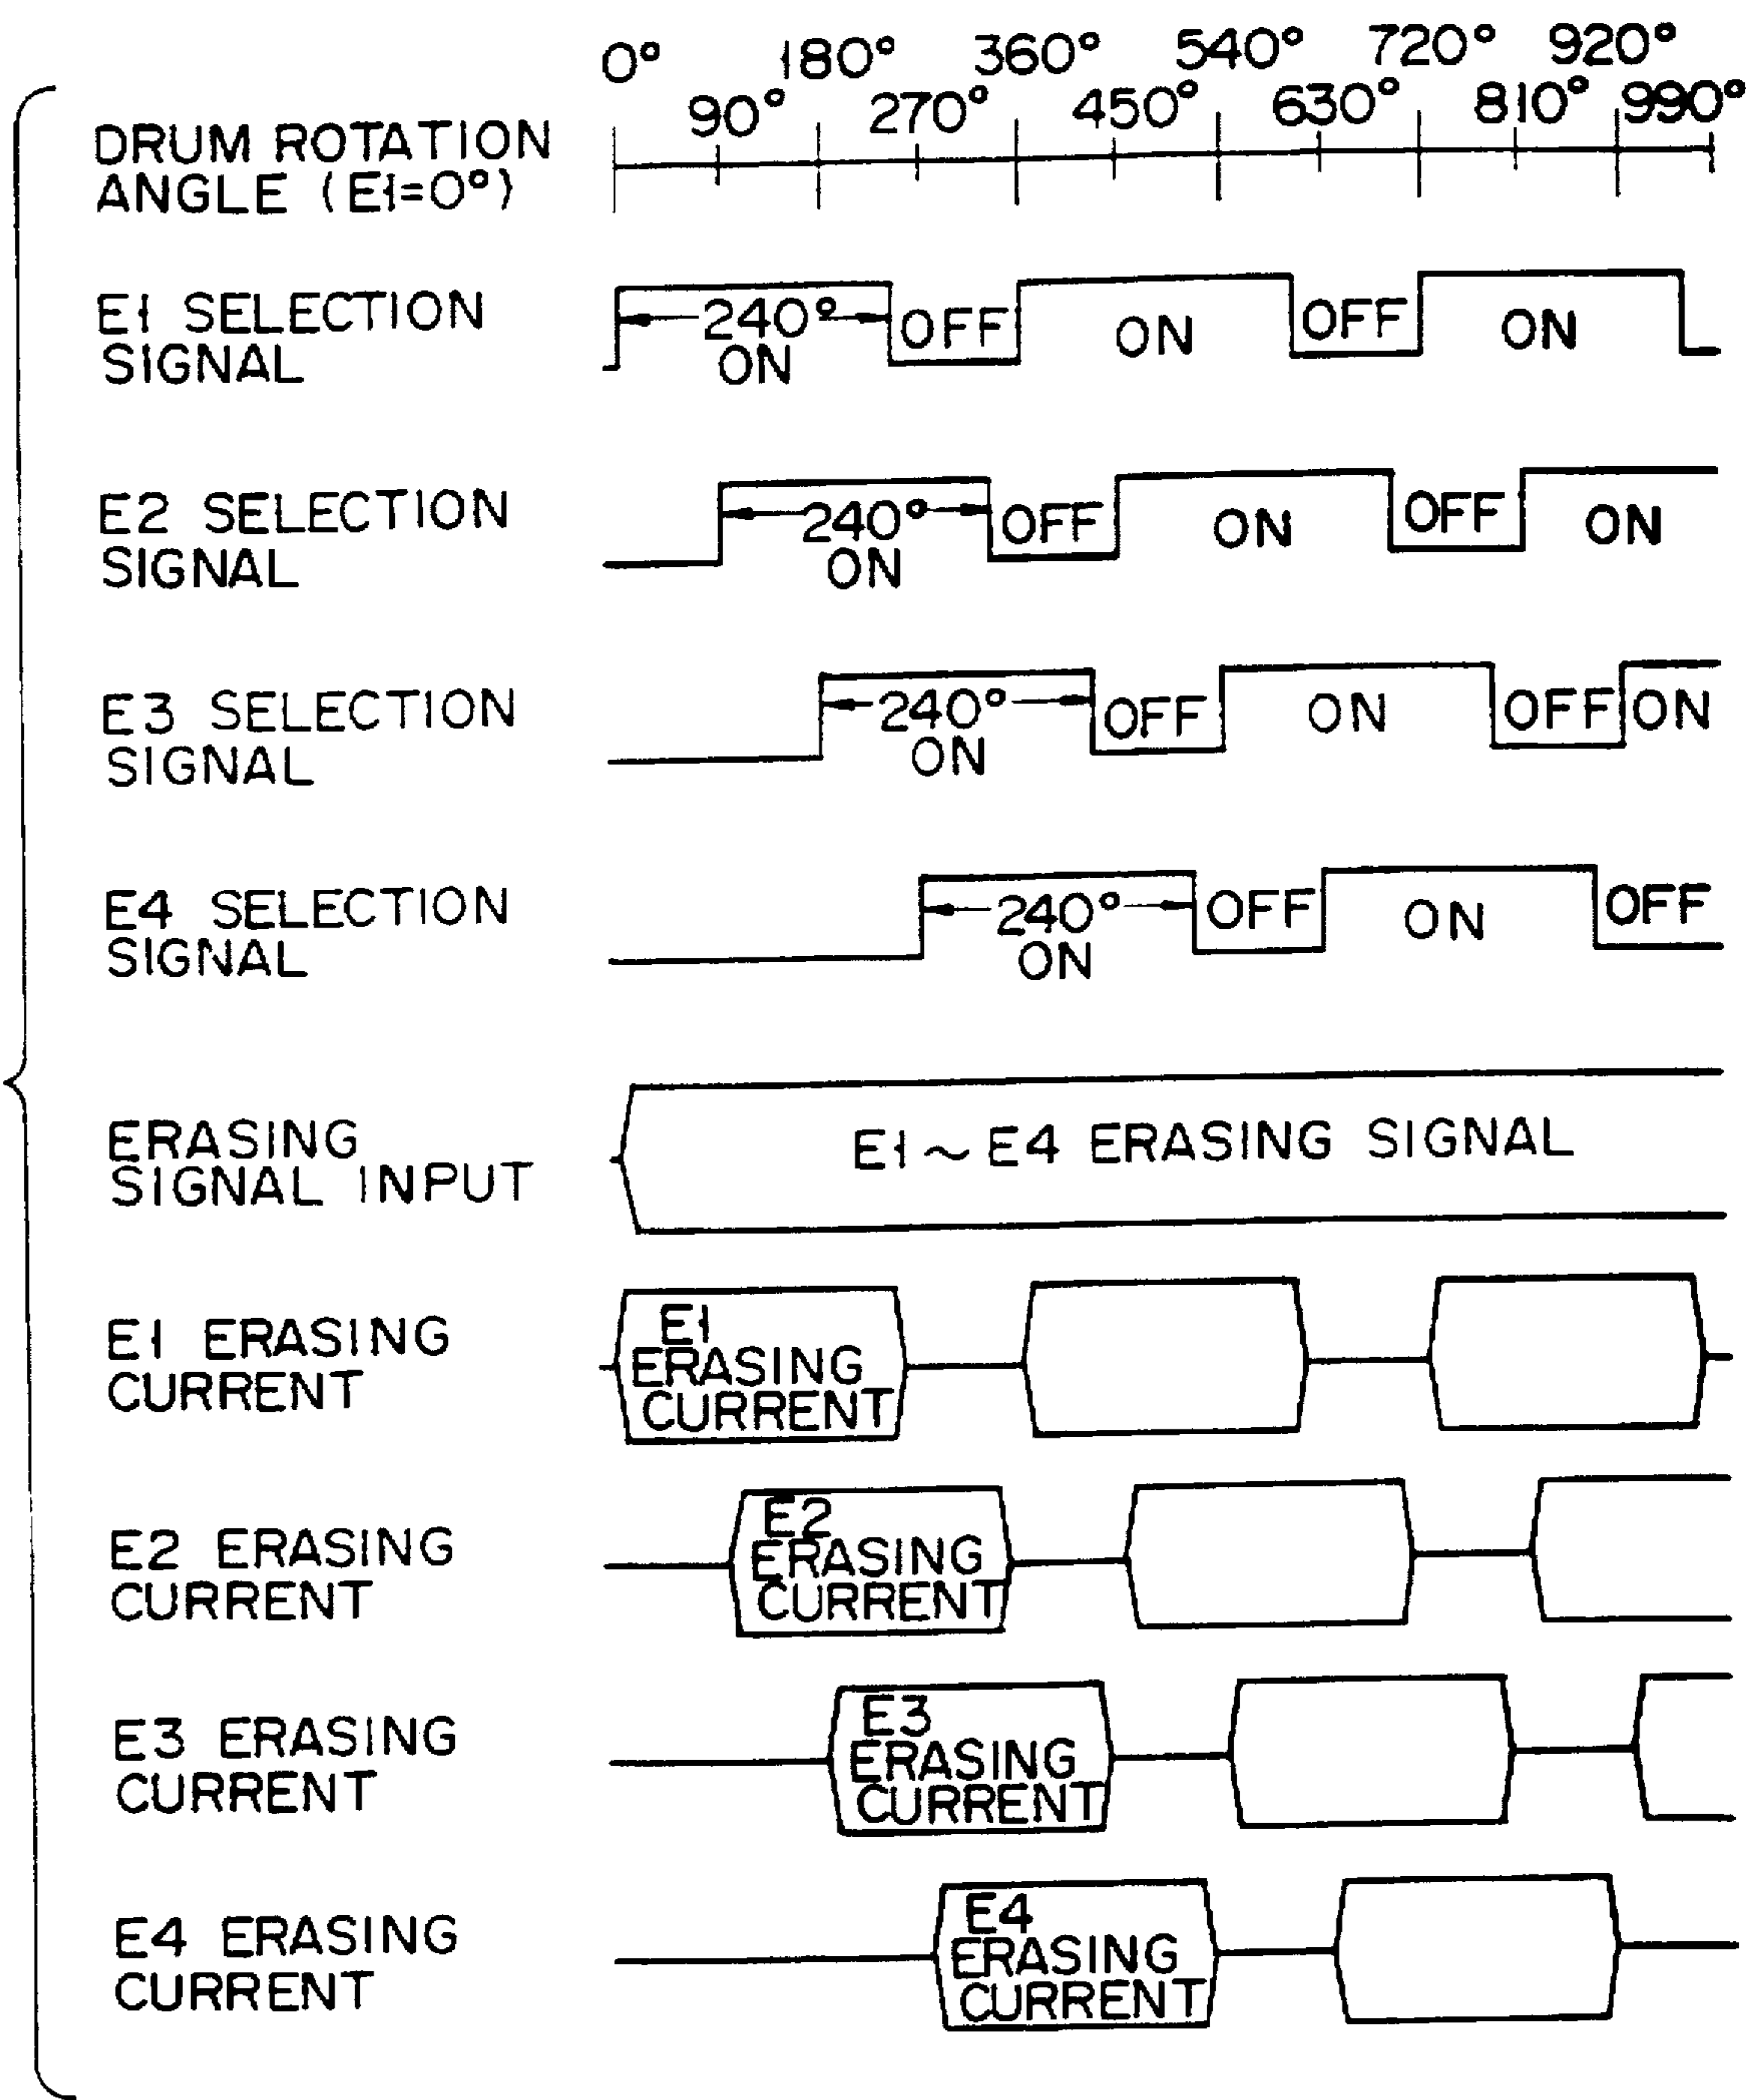 0° 180° 360° 540° 720° 920°
90° 270° 450° 630° 810° 990°
DRUM ROTATION
ANGLE (E1=0°)
E1 SELECTION
SIGNAL
240°
ON
OFF
ON
OFF
ON
E2 SELECTION
SIGNAL
240°
ON
OFF
ON
OFF
ON
E3 SELECTION
SIGNAL
240°
ON
OFF
ON
OFF
ON
E4 SELECTION
SIGNAL
240°
ON
OFF
ON
OFF
ERASING
SIGNAL INPUT
E1 ~ E4 ERASING SIGNAL
E1 ERASING
CURRENT
E1
ERASING
CURRENT
E2 ERASING
CURRENT
E2
ERASING
CURRENT
E3 ERASING
CURRENT
E3
ERASING
CURRENT
E4 ERASING
CURRENT
E4
ERASING
CURRENT